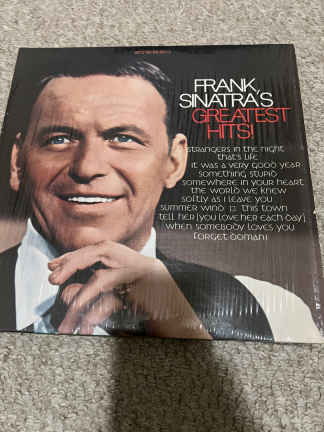 STEREO
FRANK
SINATRA'S
GREATEST
HITS!
strangers in the night
that's life
it was a very good year
something stupid
somewhere in your heart
the world we knew
softly as i leave you
summer wind □ this town
tell her [you love her each day]
when somebody loves you
forget domani